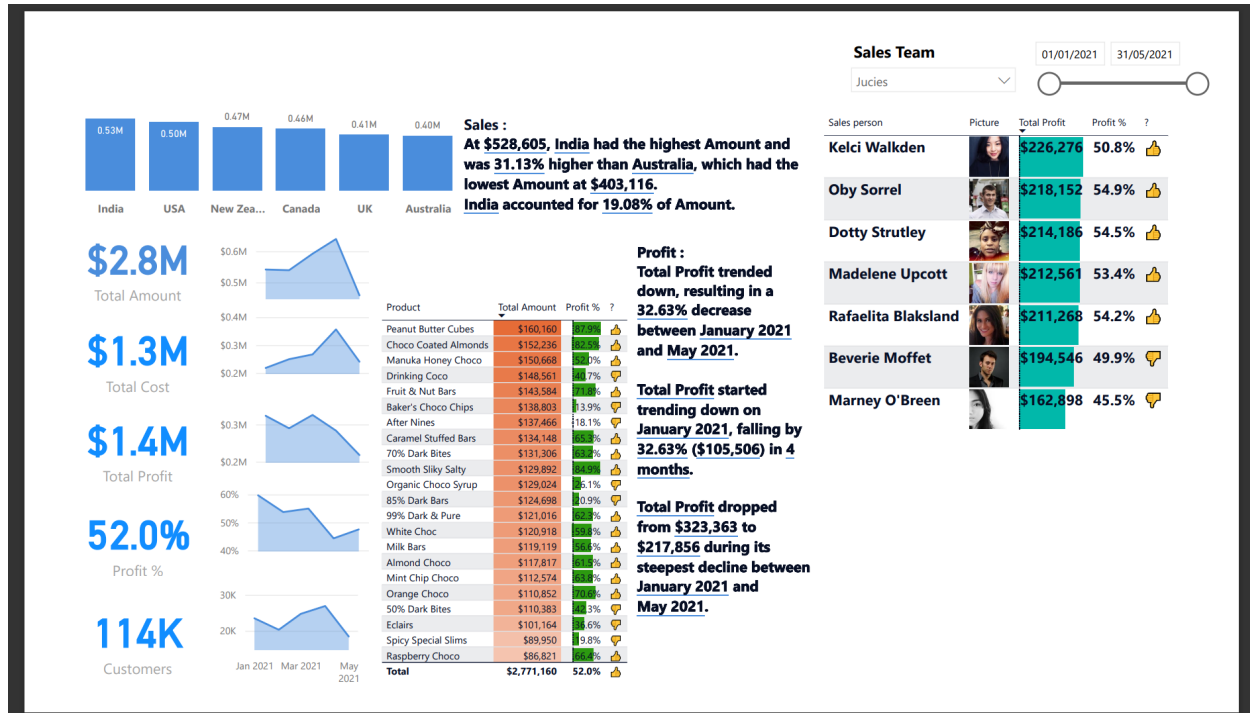 Sales Team
Jucies
01/01/2021 31/05/2021
0.53M 0.50M 0.47M 0.46M 0.41M 0.40M
India USA New Zea... Canada UK Australia
Sales :
At $528,605, India had the highest Amount and
was 31.13% higher than Australia, which had the
lowest Amount at $403,116.
India accounted for 19.08% of Amount.
Sales person Picture Total Profit Profit % ?
Kelci Walkden $226,276 50.8%
Oby Sorrel $218,152 54.9%
Dotty Strutley $214,186 54.5%
Madelene Upcott $212,561 53.4%
Rafaelita Blaksland $211,268 54.2%
Beverie Moffet $194,546 49.9%
Marney O'Breen $162,898 45.5%
$2.8M
Total Amount
$0.6M
$0.5M
$1.3M
Total Cost
$0.4M
$0.3M
$0.2M
$1.4M
Total Profit
$0.3M
$0.2M
52.0%
Profit %
60%
50%
40%
114K
Customers
30K
20K
Jan 2021 Mar 2021 May
2021
Product Total Amount Profit % ?
Peanut Butter Cubes $160,160 87.9%
Choco Coated Almonds $152,236 82.5%
Manuka Honey Choco $150,668 52.0%
Drinking Coco $148,561 40.7%
Fruit & Nut Bars $143,584 71.8%
Baker's Choco Chips $138,803 13.9%
After Nines $137,466 18.1%
Caramel Stuffed Bars $134,148 65.3%
70% Dark Bites $131,306 63.2%
Smooth Sliky Salty $129,892 84.9%
Organic Choco Syrup $129,024 26.1%
85% Dark Bars $124,698 20.9%
99% Dark & Pure $121,016 62.3%
White Choc $120,918 59.8%
Milk Bars $119,119 56.6%
Almond Choco $117,817 61.5%
Mint Chip Choco $112,574 63.8%
Orange Choco $110,852 70.6%
50% Dark Bites $110,383 42.3%
Eclairs $101,164 36.6%
Spicy Special Slims $89,950 19.8%
Raspberry Choco $86,821 66.4%
Total $2,771,160 52.0%
Profit :
Total Profit trended
down, resulting in a
32.63% decrease
between January 2021
and May 2021.
Total Profit started
trending down on
January 2021, falling by
32.63% ($105,506) in 4
months.
Total Profit dropped
from $323,363 to
$217,856 during its
steepest decline between
January 2021 and
May 2021.